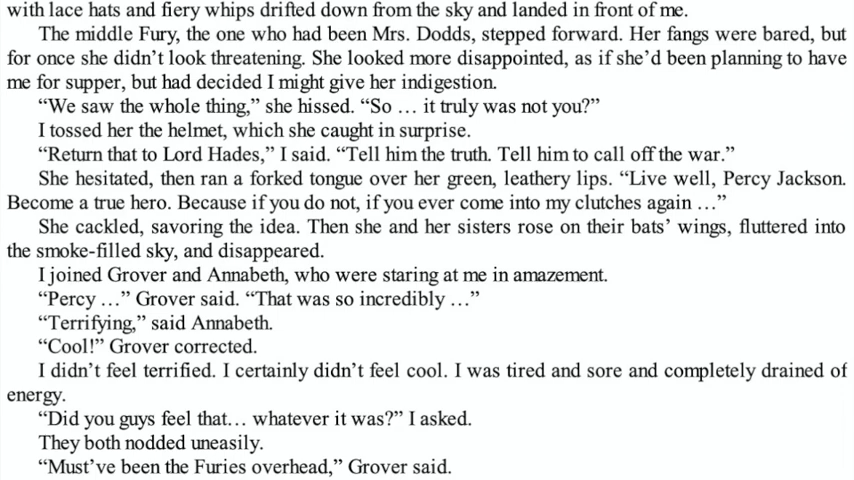 with lace hats and fiery whips drifted down from the sky and landed in front of me.
The middle Fury, the one who had been Mrs. Dodds, stepped forward. Her fangs were bared, but
for once she didn’t look threatening. She looked more disappointed, as if she’d been planning to have
me for supper, but had decided I might give her indigestion.
“We saw the whole thing,” she hissed. “So … it truly was not you?”
I tossed her the helmet, which she caught in surprise.
“Return that to Lord Hades,” I said. “Tell him the truth. Tell him to call off the war.”
She hesitated, then ran a forked tongue over her green, leathery lips. “Live well, Percy Jackson.
Become a true hero. Because if you do not, if you ever come into my clutches again …”
She cackled, savoring the idea. Then she and her sisters rose on their bats’ wings, fluttered into
the smoke-filled sky, and disappeared.
I joined Grover and Annabeth, who were staring at me in amazement.
“Percy …” Grover said. “That was so incredibly …”
“Terrifying,” said Annabeth.
“Cool!” Grover corrected.
I didn’t feel terrified. I certainly didn’t feel cool. I was tired and sore and completely drained of
energy.
“Did you guys feel that… whatever it was?” I asked.
They both nodded uneasily.
“Must’ve been the Furies overhead,” Grover said.